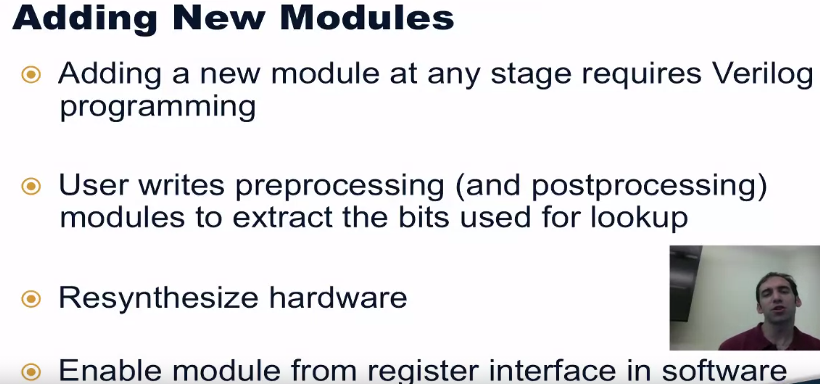 Adding New Modules
Adding a new module at any stage requires Verilog
programming
User writes preprocessing (and postprocessing)
modules to extract the bits used for lookup
Resynthesize hardware
Enable module from register interface in software